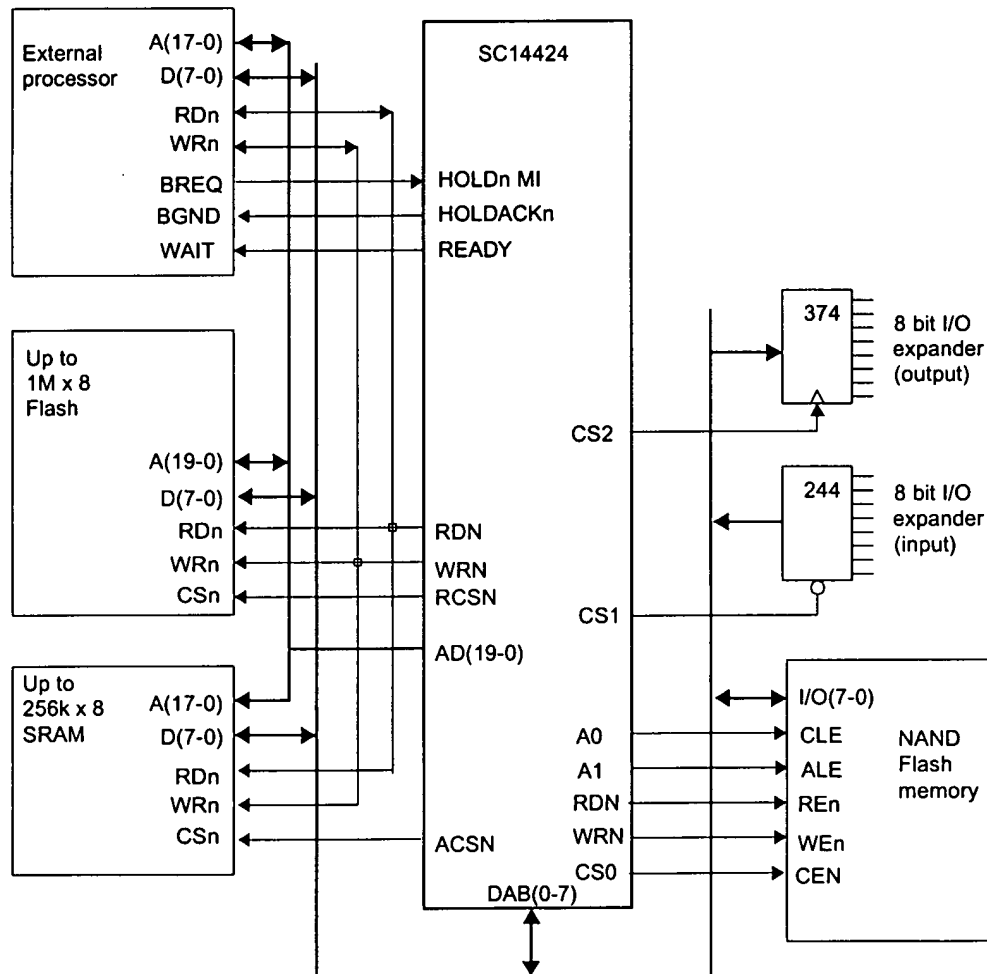 External
processor
A(17-0)
D(7-0)
RDn
WRn
BREQ
BGND
WAIT
Up to
1M x 8
Flash
A(19-0)
D(7-0)
RDn
WRn
CSn
Up to
256k x 8
SRAM
A(17-0)
D(7-0)
RDn
WRn
CSn
SC14424
HOLDn MI
HOLDACKn
READY
RDN
WRN
RCSN
AD(19-0)
ACSN
DAB(0-7)
CS2
CS1
A0
A1
RDN
WRN
CS0
374
8 bit I/O
expander
(output)
244
8 bit I/O
expander
(input)
I/O(7-0)
CLE
ALE
REn
WEn
CEN
NAND
Flash
memory